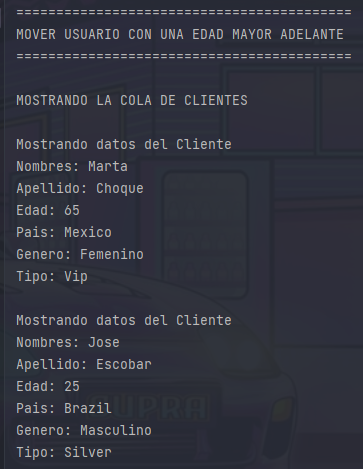 ==========================================
MOVER USUARIO CON UNA EDAD MAYOR ADELANTE
==========================================
MOSTRANDO LA COLA DE CLIENTES
Mostrando datos del Cliente
Nombres: Marta
Apellido: Choque
Edad: 65
Pais: Mexico
Genero: Femenino
Tipo: Vip
Mostrando datos del Cliente
Nombres: Jose
Apellido: Escobar
Edad: 25
Pais: Brazil
Genero: Masculino
Tipo: Silver
SUPRA